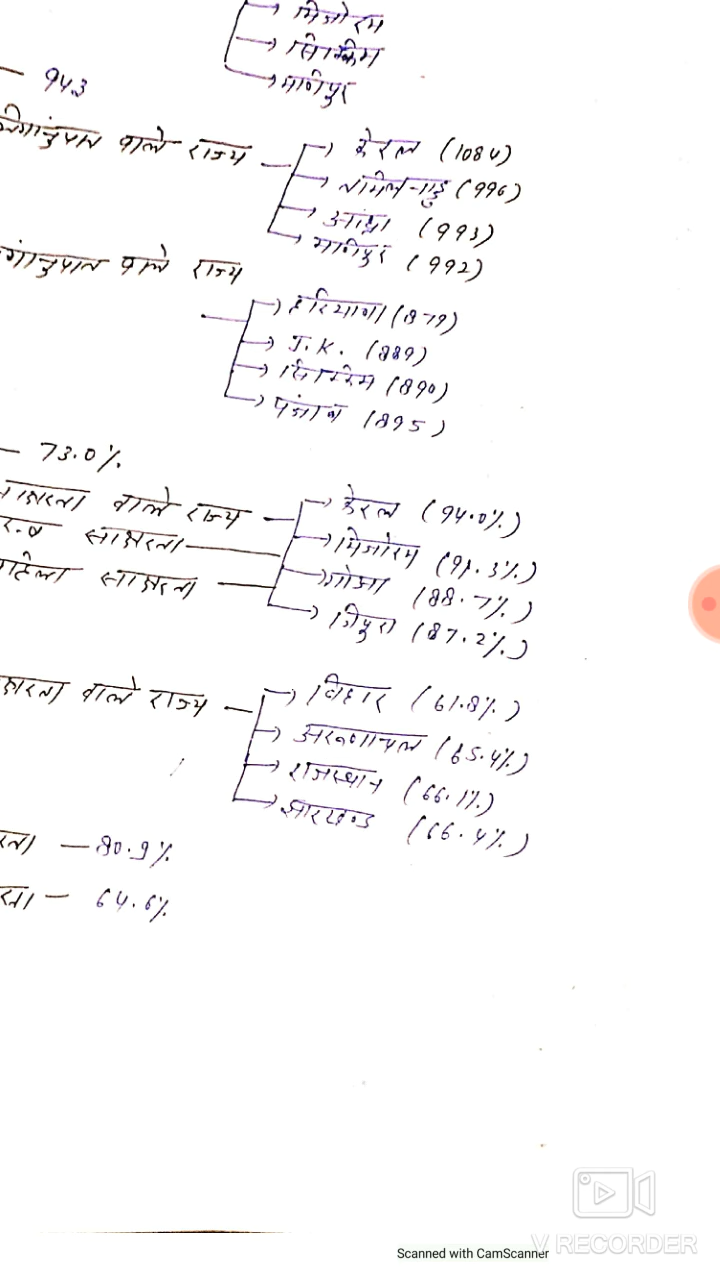 → मिजोरम
→ सिक्किम
→ मणिपुर
— 943
लिंगानुपात वाले राज्य — → केरल (1084)
→ तमिलनाडु (996)
→ आंध्रा (993)
→ मणिपुर (992)
लिंगानुपात वाले राज्य
→ हरियाणा (879)
→ J.K. (889)
→ सिक्किम (890)
→ पंजाब (895)
— 73.0%
साक्षरता वाले राज्य — → केरल (94.0%)
साक्षरता — → मिजोरम (91.3%)
महिला साक्षरता — → गोआ (88.7%)
→ त्रिपुरा (87.2%)
वाले राज्य — → बिहार (61.8%)
→ अरुणाचल (65.4%)
→ राजस्थान (66.1%)
→ झारखण्ड (66.4%)
— 80.9%
— 64.6%
Scanned with CamScanner
V RECORDER